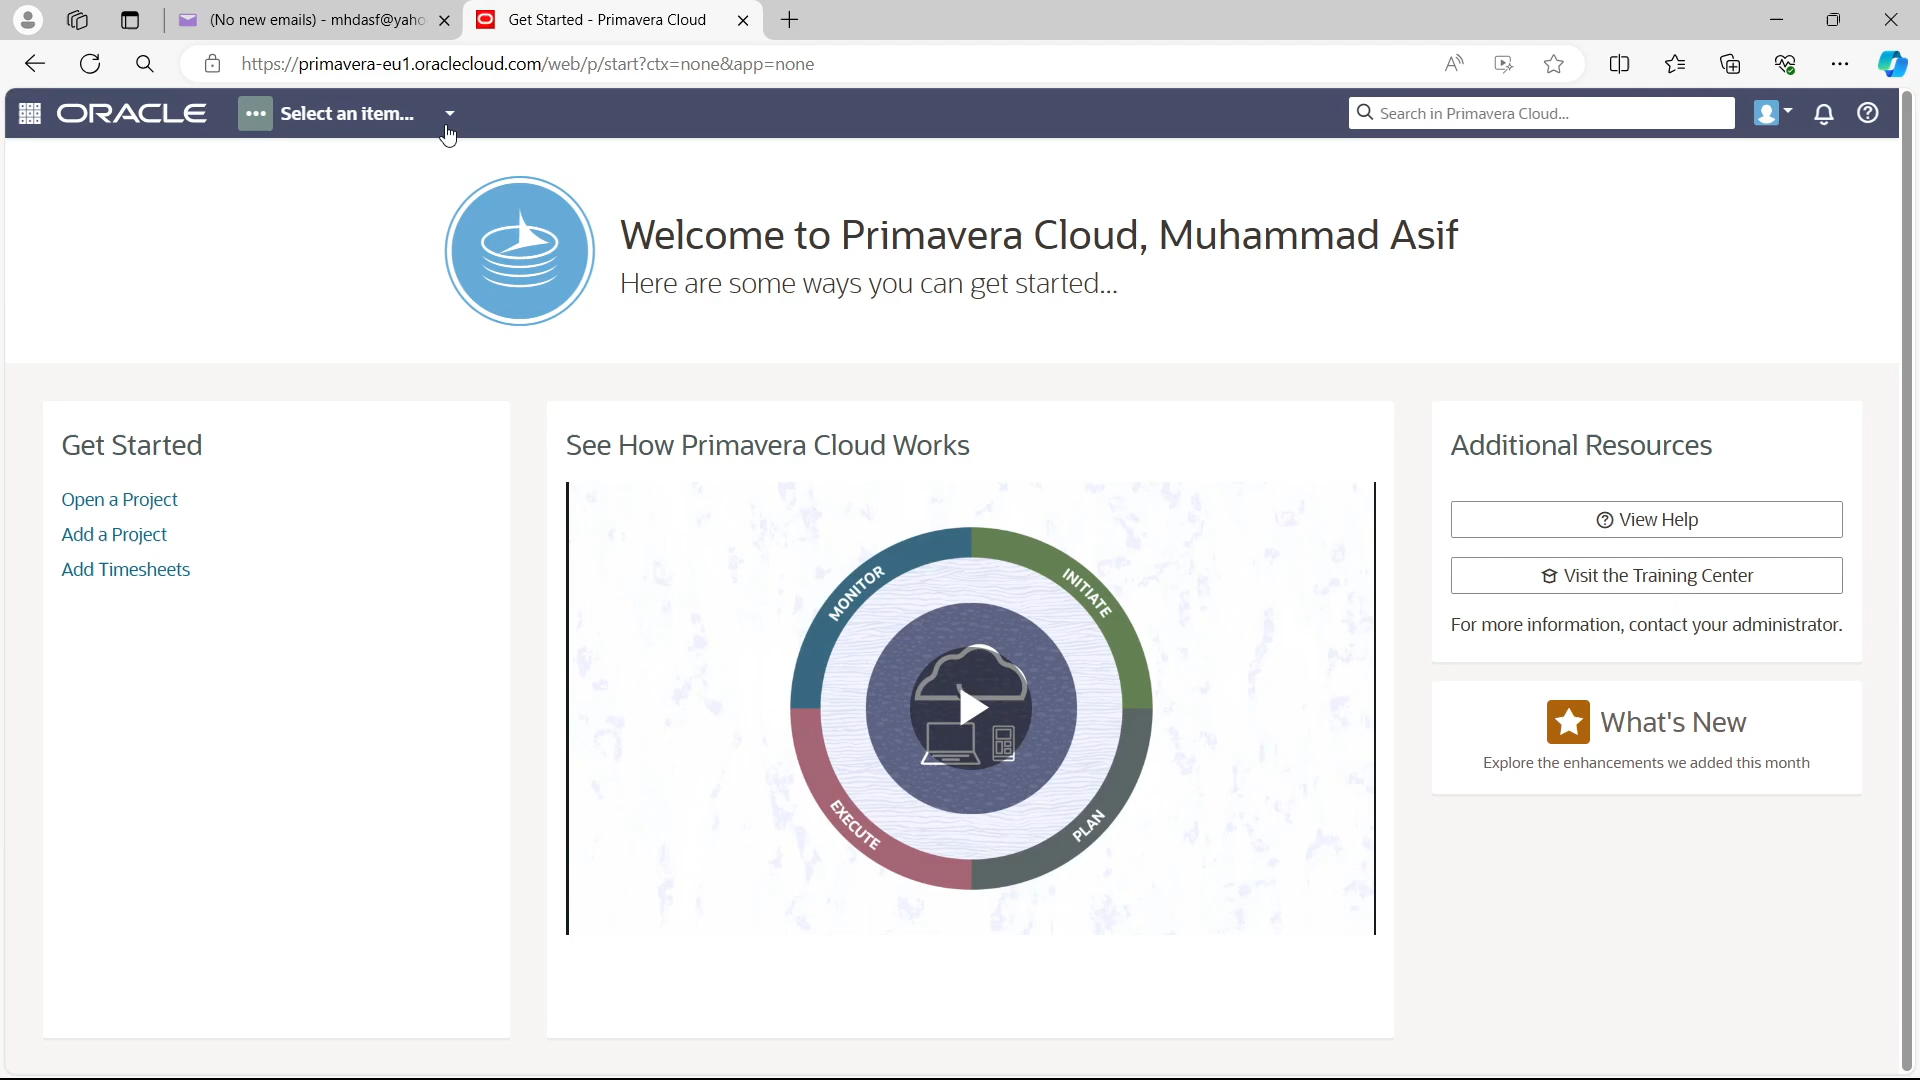 (No new emails) - mhdasf@yaho
Get Started - Primavera Cloud
https://primavera-eu1.oraclecloud.com/web/p/start?ctx=none&app=none
ORACLE
Select an item...
Search in Primavera Cloud...
Welcome to Primavera Cloud, Muhammad Asif
Here are some ways you can get started...
Get Started
Open a Project
Add a Project
Add Timesheets
See How Primavera Cloud Works
MONITOR
INITIATE
EXECUTE
PLAN
Additional Resources
View Help
Visit the Training Center
For more information, contact your administrator.
What's New
Explore the enhancements we added this month